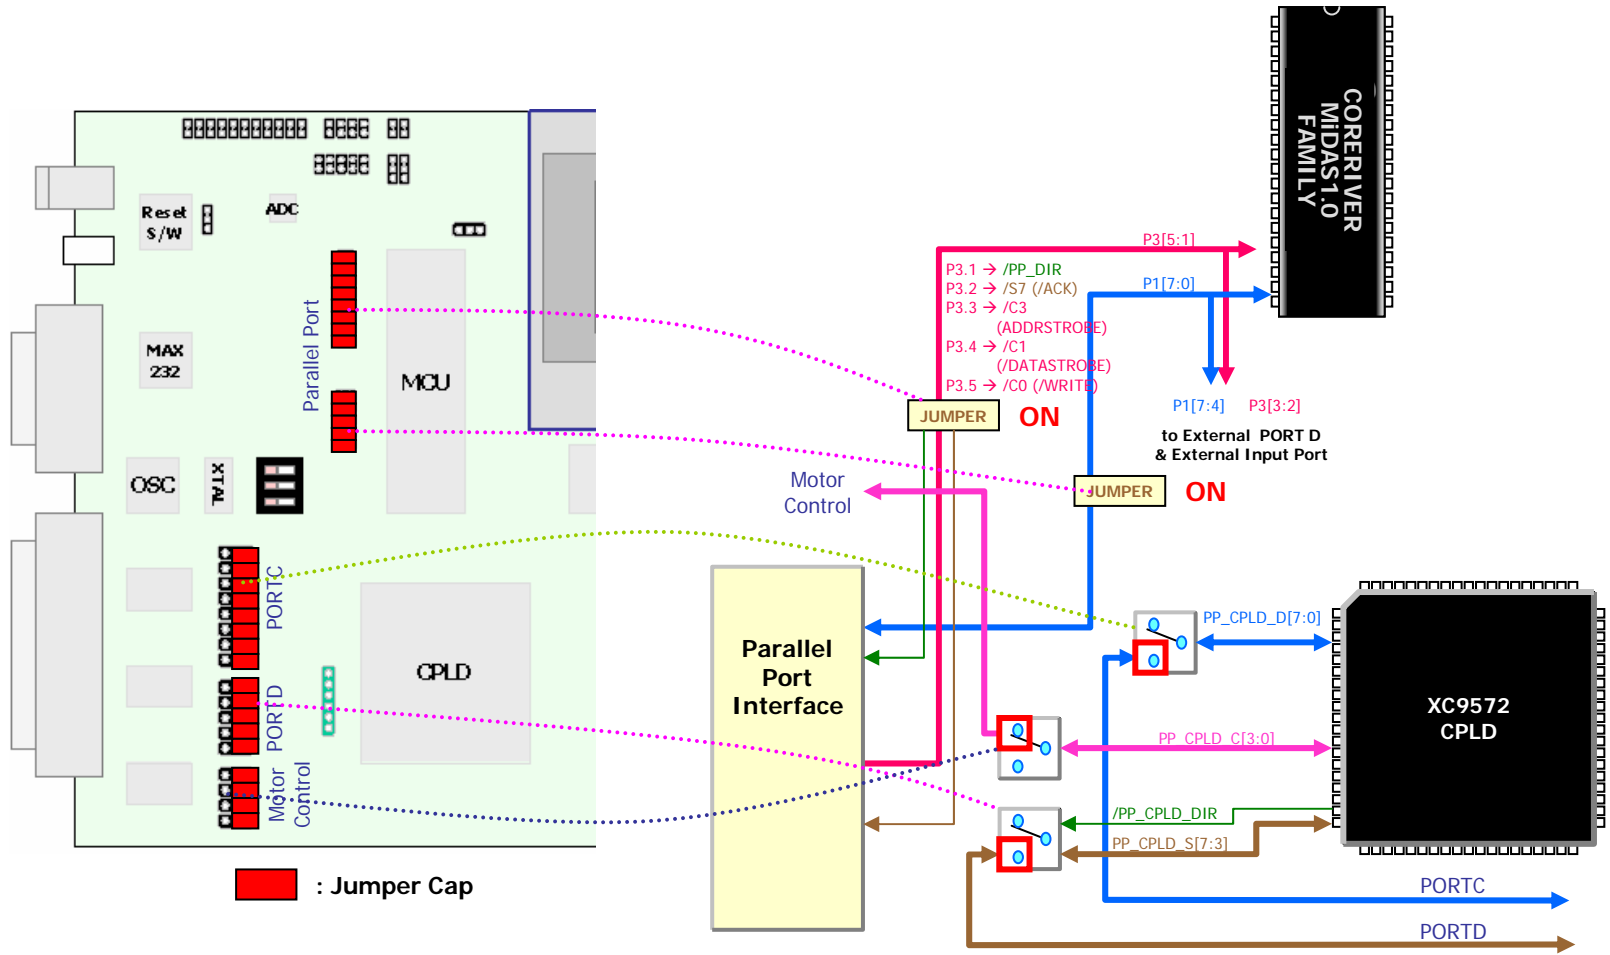 CORERIVER
MiDAS1.0
FAMILY
Reset
S/W
ADC
Parallel Port
MAX
232
MCU
OSC
XTAL
PORTC
PORTD
CPLD
Motor
Control
: Jumper Cap
P3[5:1]
P3.1 → /PP_DIR
P3.2 → /S7 (/ACK)
P3.3 → /C3
(ADDRSTROBE)
P3.4 → /C1
(/DATASTROBE)
P3.5 → /C0 (/WRITE)
P1[7:0]
JUMPER
ON
P1[7:4]
P3[3:2]
to External PORT D
& External Input Port
JUMPER
ON
Motor
Control
Parallel
Port
Interface
PP_CPLD_D[7:0]
PP_CPLD_C[3:0]
/PP_CPLD_DIR
PP_CPLD_S[7:3]
XC9572
CPLD
PORTC
PORTD